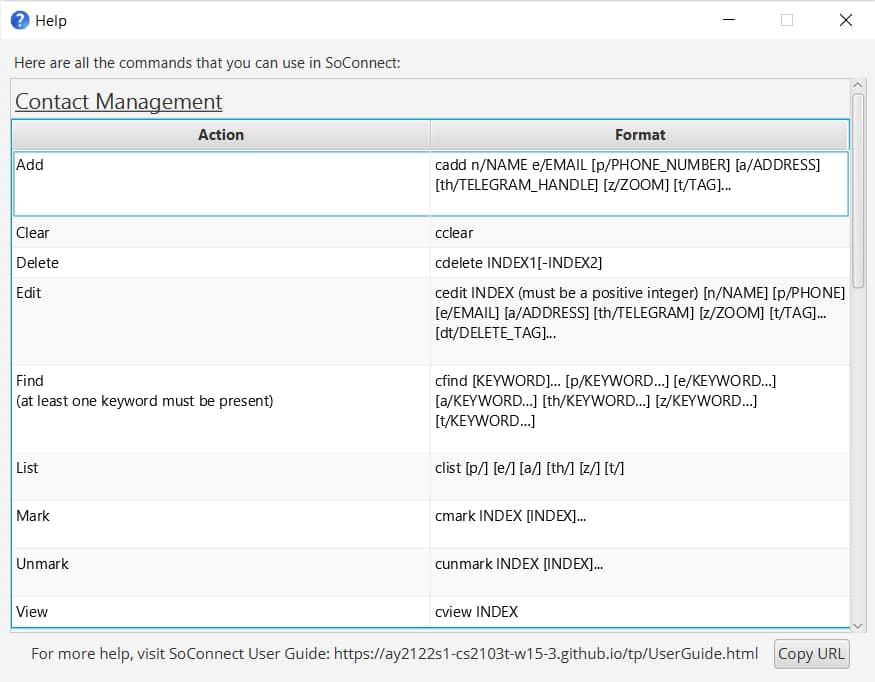 Help
Here are all the commands that you can use in SoConnect:
Contact Management
Action Format
Add cadd n/NAME e/EMAIL [p/PHONE_NUMBER] [a/ADDRESS]
[th/TELEGRAM_HANDLE] [z/ZOOM] [t/TAG]...
Clear cclear
Delete cdelete INDEX1[-INDEX2]
Edit cedit INDEX (must be a positive integer) [n/NAME] [p/PHONE]
[e/EMAIL] [a/ADDRESS] [th/TELEGRAM] [z/ZOOM] [t/TAG]...
[dt/DELETE_TAG]...
Find cfind [KEYWORD]... [p/KEYWORD...] [e/KEYWORD...]
(at least one keyword must be present) [a/KEYWORD...] [th/KEYWORD...] [z/KEYWORD...]
[t/KEYWORD...]
List clist [p/] [e/] [a/] [th/] [z/] [t/]
Mark cmark INDEX [INDEX]...
Unmark cunmark INDEX [INDEX]...
View cview INDEX
For more help, visit SoConnect User Guide: https://ay2122s1-cs2103t-w15-3.github.io/tp/UserGuide.html Copy URL